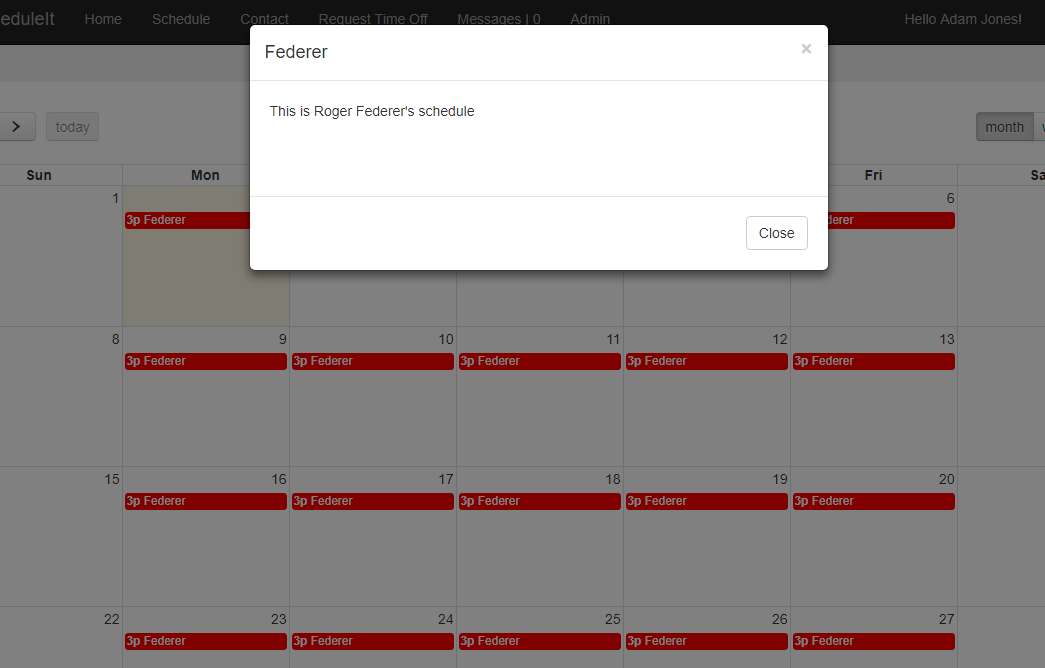 eduleIt Home Schedule Contact Request Time Off Messages | 0 Admin Hello Adam Jones!
Federer ×
This is Roger Federer's schedule
Close
> today month
Sun Mon Fri Sa
1 6
3p Federer derer
8 9 10 11 12 13
3p Federer 3p Federer 3p Federer 3p Federer 3p Federer
15 16 17 18 19 20
3p Federer 3p Federer 3p Federer 3p Federer 3p Federer
22 23 24 25 26 27
3p Federer 3p Federer 3p Federer 3p Federer 3p Federer